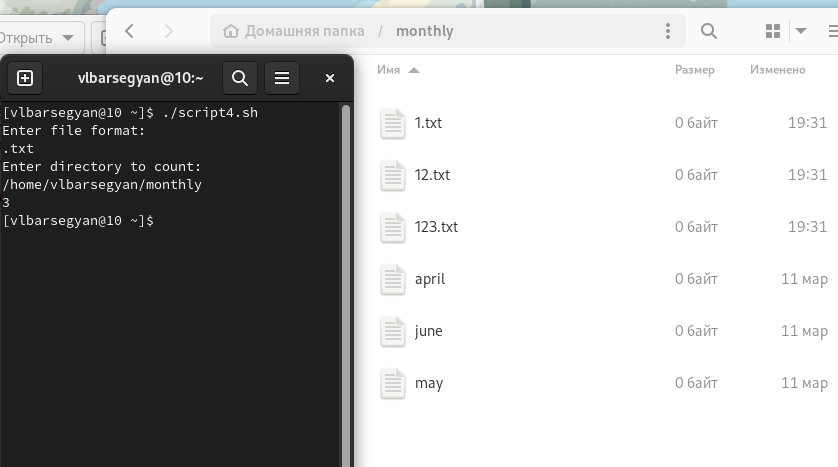 Открыть
Домашняя папка / monthly
vlbarsegyan@10:~
[vlbarsegyan@10 ~]$ ./script4.sh
Enter file format:
.txt
Enter directory to count:
/home/vlbarsegyan/monthly
3
[vlbarsegyan@10 ~]$
Имя Размер Изменено
1.txt 0 байт 19:31
12.txt 0 байт 19:31
123.txt 0 байт 19:31
april 0 байт 11 мар
june 0 байт 11 мар
may 0 байт 11 мар